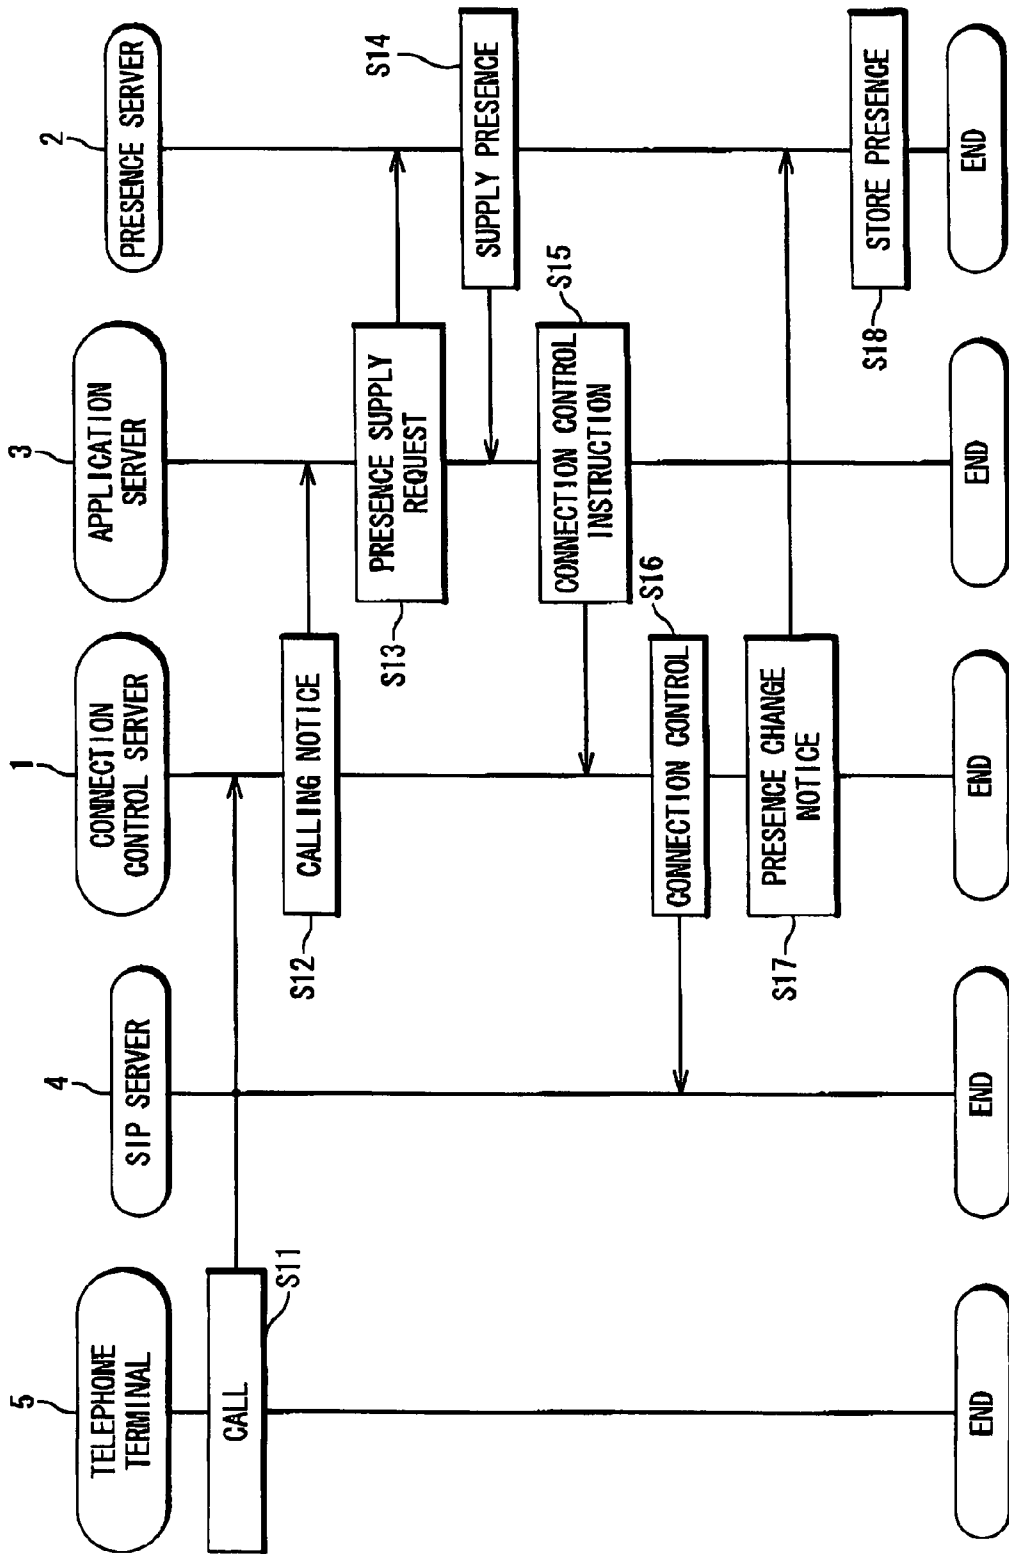 5
TELEPHONE
TERMINAL
4
SIP SERVER
1
CONNECTION
CONTROL SERVER
3
APPLICATION
SERVER
2
PRESENCE SERVER
CALL
S11
CALLING NOTICE
S12
PRESENCE SUPPLY
REQUEST
S13
SUPPLY PRESENCE
S14
CONNECTION CONTROL
INSTRUCTION
S15
CONNECTION CONTROL
S16
PRESENCE CHANGE
NOTICE
S17
STORE PRESENCE
S18
END
END
END
END
END